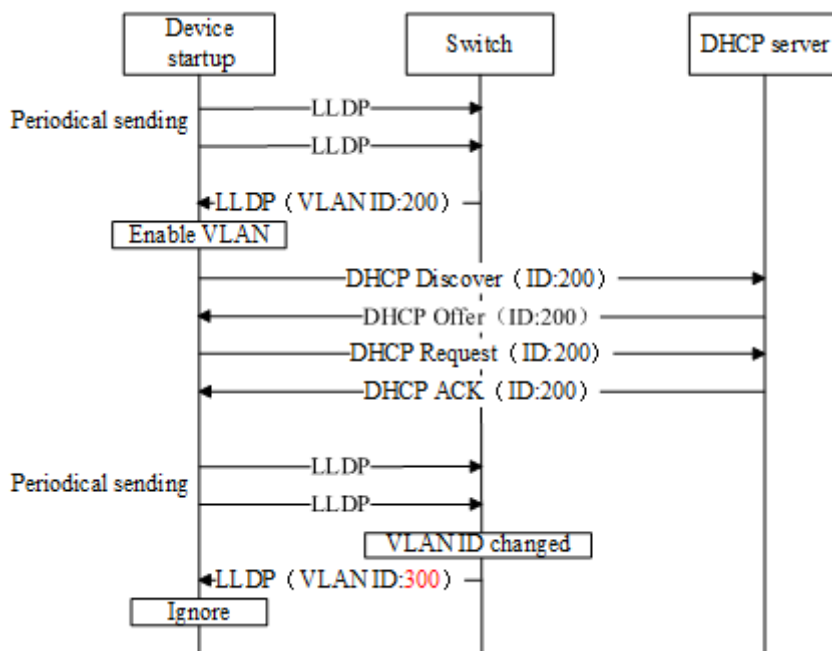 Device
startup
Switch
DHCP server
Periodical sending
LLDP
LLDP
LLDP（VLAN ID:200）
Enable VLAN
DHCP Discover（ID:200）
DHCP Offer（ID:200）
DHCP Request（ID:200）
DHCP ACK（ID:200）
Periodical sending
LLDP
LLDP
VLAN ID changed
LLDP（VLAN ID:300）
Ignore